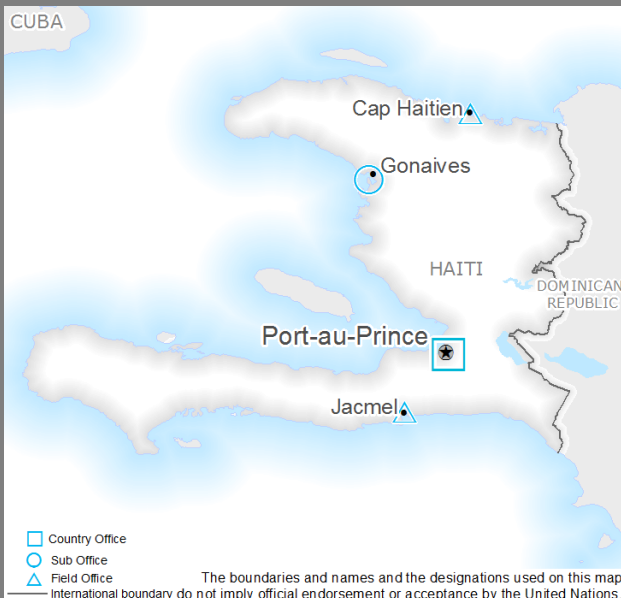 CUBA
Cap Haitien
Gonaives
HAITI
DOMINICAN
REPUBLIC
Port-au-Prince
Jacmel
Country Office
Sub Office
Field Office
The boundaries and names and the designations used on this map
International boundary
do not imply official endorsement or acceptance by the United Nations